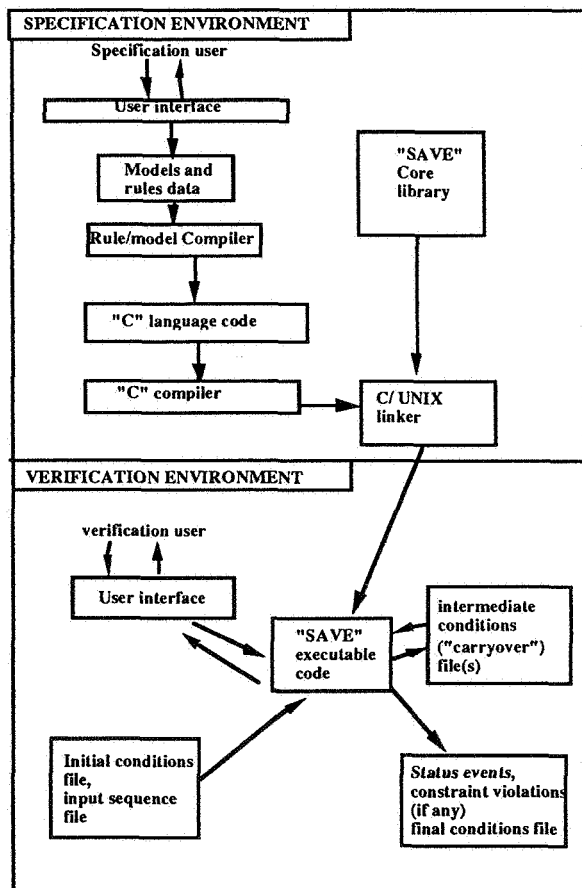 SPECIFICATION ENVIRONMENT
Specification user
User interface
Models and
rules data
"SAVE"
Core
library
Rule/model Compiler
"C" language code
"C" compiler
C/ UNIX
linker
VERIFICATION ENVIRONMENT
verification user
User interface
"SAVE"
executable
code
intermediate
conditions
("carryover")
file(s)
Initial conditions
file,
input sequence
file
Status events,
constraint violations
(if any)
final conditions file